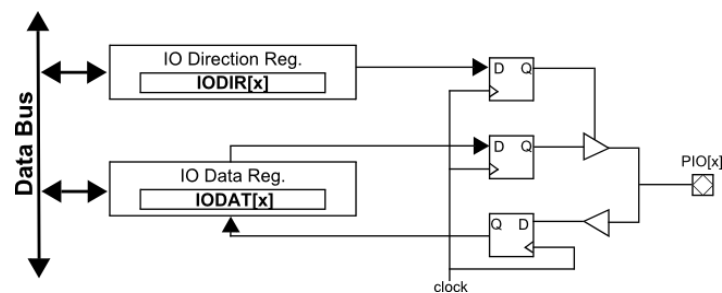 Data Bus
IO Direction Reg.
IODIR[x]
D Q
IO Data Reg.
IODAT[x]
D Q
PIO[x]
Q D
clock